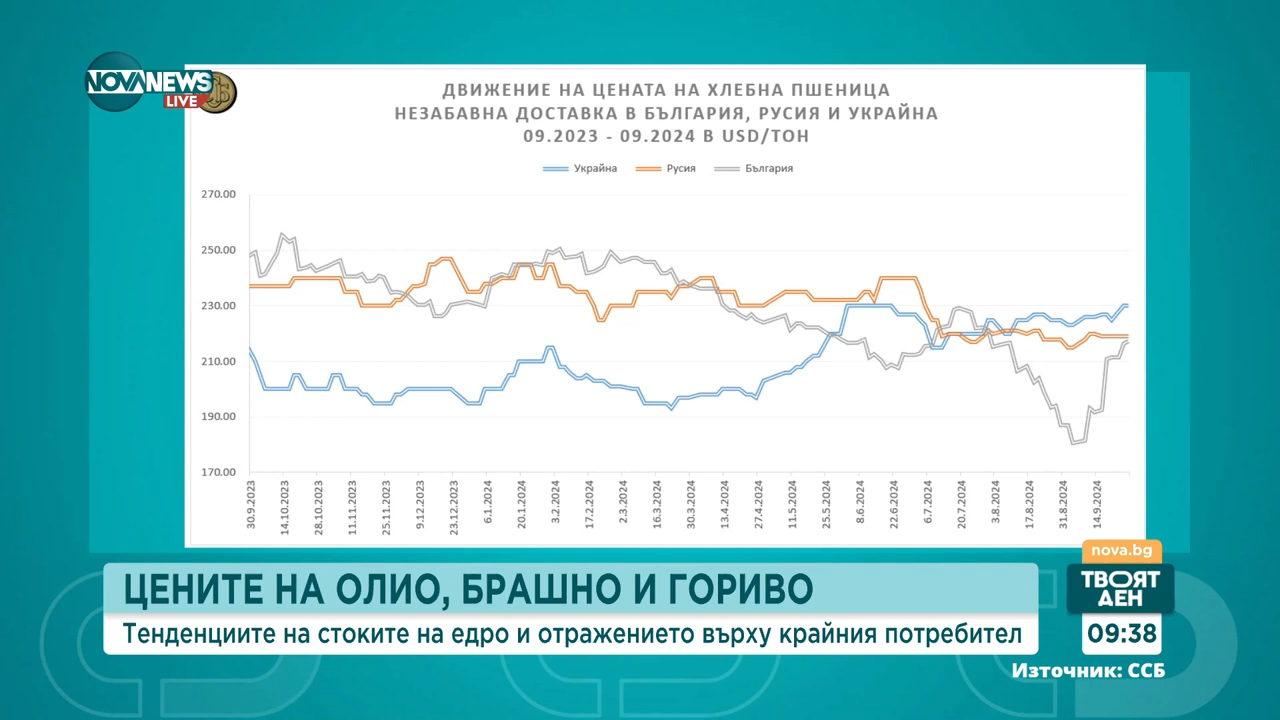 NOVANEWS
LIVE
ДВИЖЕНИЕ НА ЦЕНАТА НА ХЛЕБНА ПШЕНИЦА
НЕЗАБАВНА ДОСТАВКА В БЪЛГАРИЯ, РУСИЯ И УКРАЙНА
09.2023 - 09.2024 В USD/ТОН
Украйна Русия България
270.00
250.00
230.00
210.00
190.00
170.00
30.9.2023 14.10.2023 28.10.2023 11.11.2023 25.11.2023 9.12.2023 23.12.2023 6.1.2024 20.1.2024 3.2.2024 17.2.2024 2.3.2024 16.3.2024 30.3.2024 13.4.2024 27.4.2024 11.5.2024 25.5.2024 8.6.2024 22.6.2024 6.7.2024 20.7.2024 3.8.2024 17.8.2024 31.8.2024 14.9.2024
ЦЕНИТЕ НА ОЛИО, БРАШНО И ГОРИВО
Тенденциите на стоките на едро и отражението върху крайния потребител
nova.bg
ТВОЯТ
ДЕН
09:38
Източник: ССБ